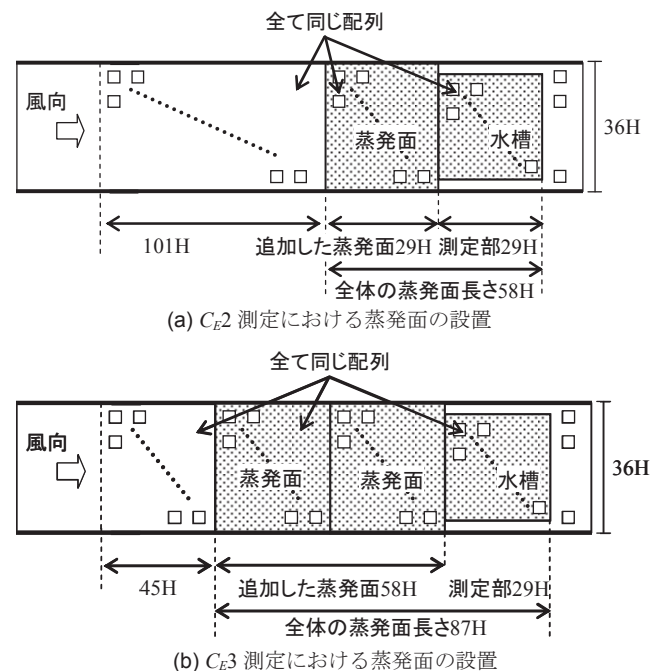 全て同じ配列
風向
蒸発面
水槽
36H
101H
追加した蒸発面29H
測定部29H
全体の蒸発面長さ58H
(a) CE2 測定における蒸発面の設置
全て同じ配列
風向
蒸発面
蒸発面
水槽
36H
45H
追加した蒸発面58H
測定部29H
全体の蒸発面長さ87H
(b) CE3 測定における蒸発面の設置